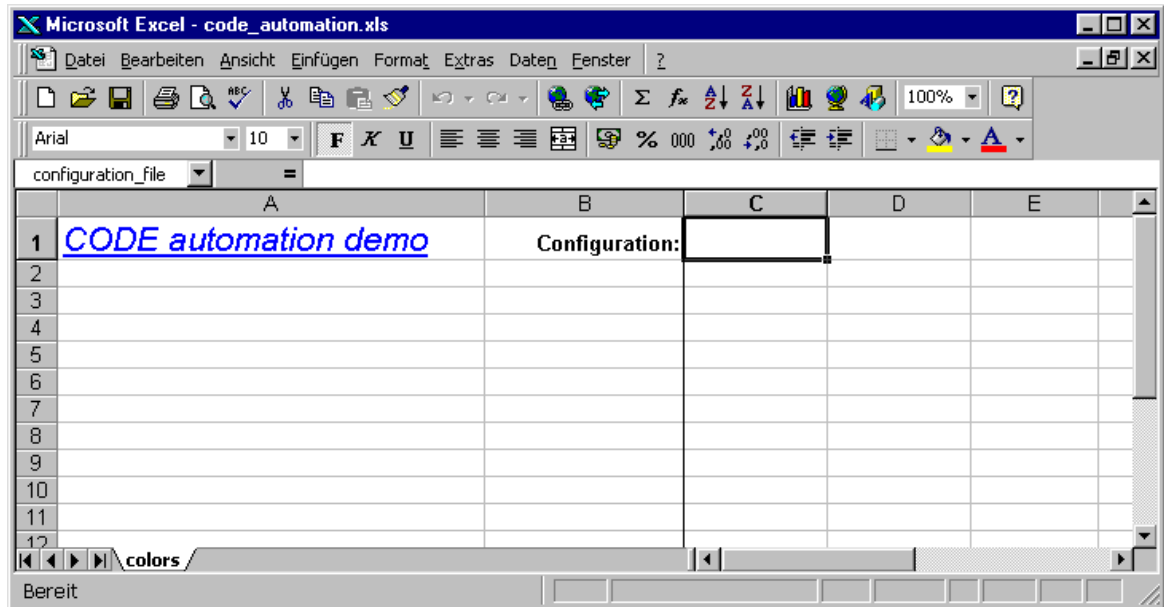 Microsoft Excel - code_automation.xls
Datei Bearbeiten Ansicht Einfügen Format Extras Daten Fenster ?
100%
Arial 10 F K U % 000
configuration_file =
A B C D E
1 CODE automation demo Configuration:
2
3
4
5
6
7
8
9
10
11
12
colors
Bereit